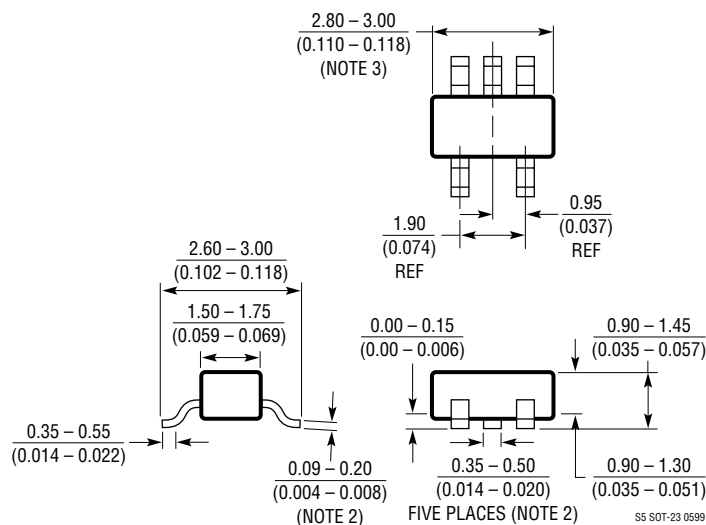 2.80 – 3.00
(0.110 – 0.118)
(NOTE 3)
0.95
(0.037)
REF
1.90
(0.074)
REF
2.60 – 3.00
(0.102 – 0.118)
1.50 – 1.75
(0.059 – 0.069)
0.00 – 0.15
(0.00 – 0.006)
0.90 – 1.45
(0.035 – 0.057)
0.35 – 0.55
(0.014 – 0.022)
0.09 – 0.20
(0.004 – 0.008)
(NOTE 2)
0.35 – 0.50
(0.014 – 0.020)
FIVE PLACES (NOTE 2)
0.90 – 1.30
(0.035 – 0.051)
S5 SOT-23 0599